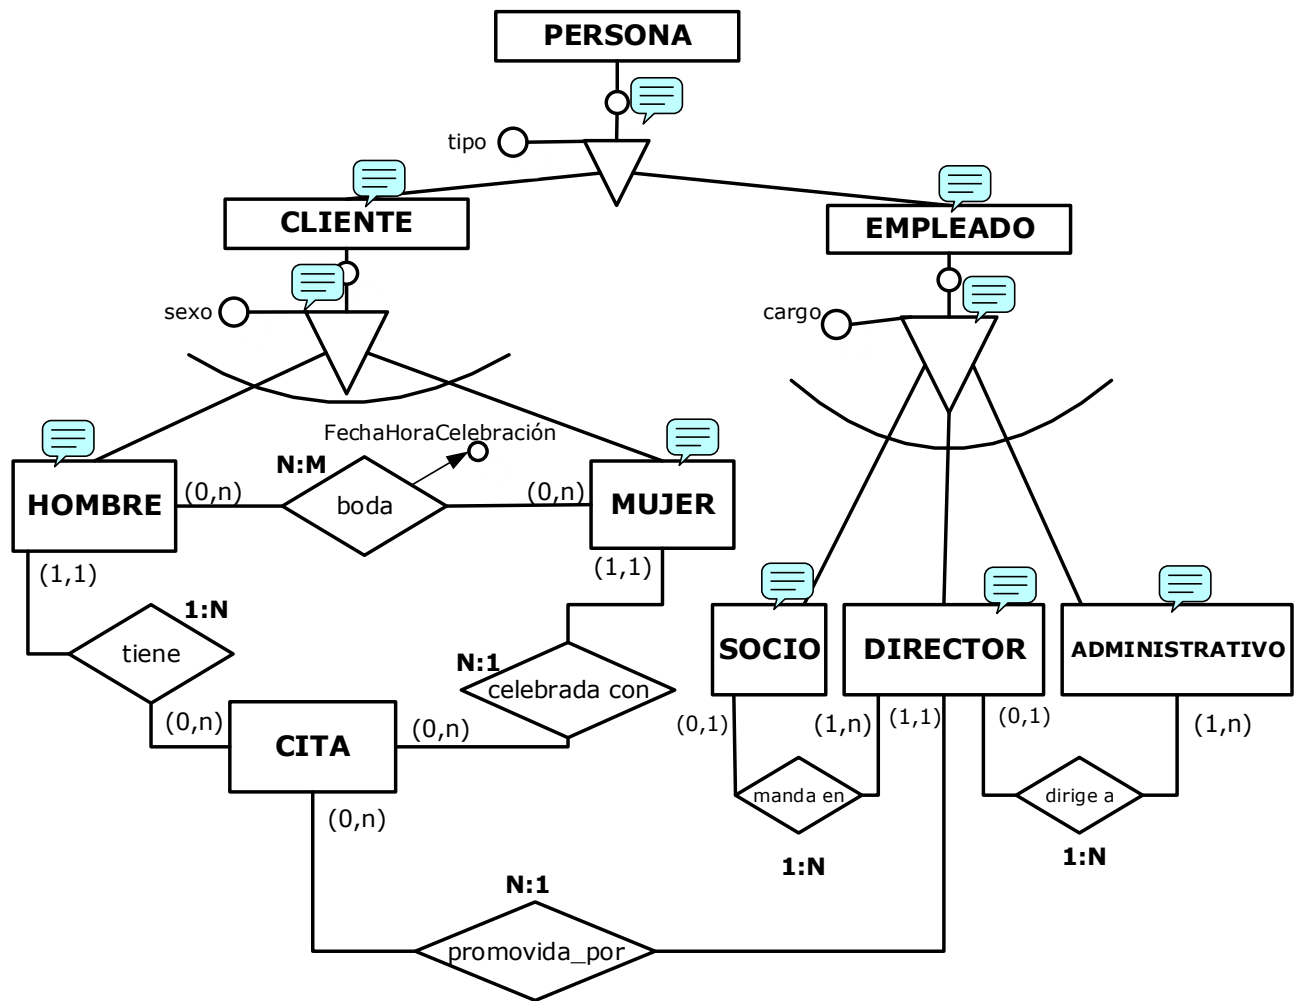 PERSONA
tipo
CLIENTE
EMPLEADO
sexo
cargo
FechaHoraCelebración
N:M
HOMBRE
(0,n)
boda
(0,n)
MUJER
(1,1)
(1,1)
1:N
tiene
N:1
celebrada con
SOCIO
DIRECTOR
ADMINISTRATIVO
(0,n)
CITA
(0,n)
(0,1)
(1,n)
(1,1)
(0,1)
(1,n)
manda en
dirige a
(0,n)
1:N
1:N
N:1
promovida_por